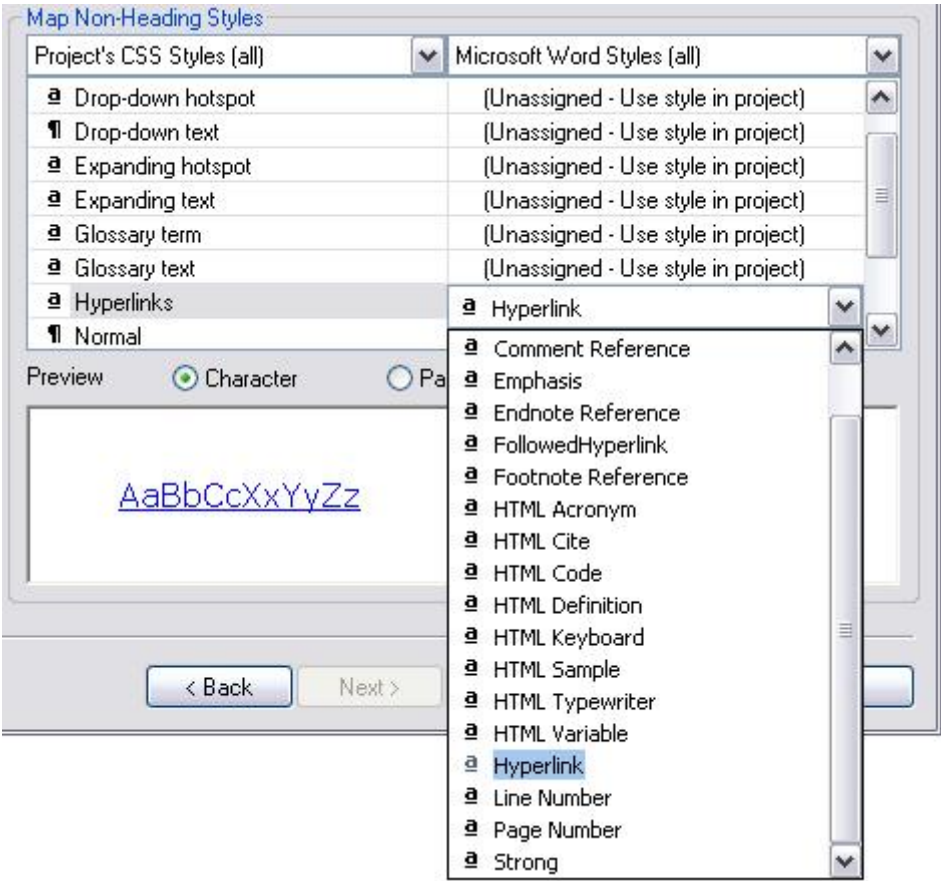 Map Non-Heading Styles
Project's CSS Styles (all) Microsoft Word Styles (all)
a Drop-down hotspot (Unassigned - Use style in project)
¶ Drop-down text (Unassigned - Use style in project)
a Expanding hotspot (Unassigned - Use style in project)
a Expanding text (Unassigned - Use style in project)
a Glossary term (Unassigned - Use style in project)
a Glossary text (Unassigned - Use style in project)
a Hyperlinks a Hyperlink
¶ Normal
a Comment Reference
Preview Character Pa
a Emphasis
a Endnote Reference
a FollowedHyperlink
a Footnote Reference
AaBbCcXxYyZz
a HTML Acronym
a HTML Cite
a HTML Code
a HTML Definition
a HTML Keyboard
a HTML Sample
< Back Next >
a HTML Typewriter
a HTML Variable
a Hyperlink
a Line Number
a Page Number
a Strong